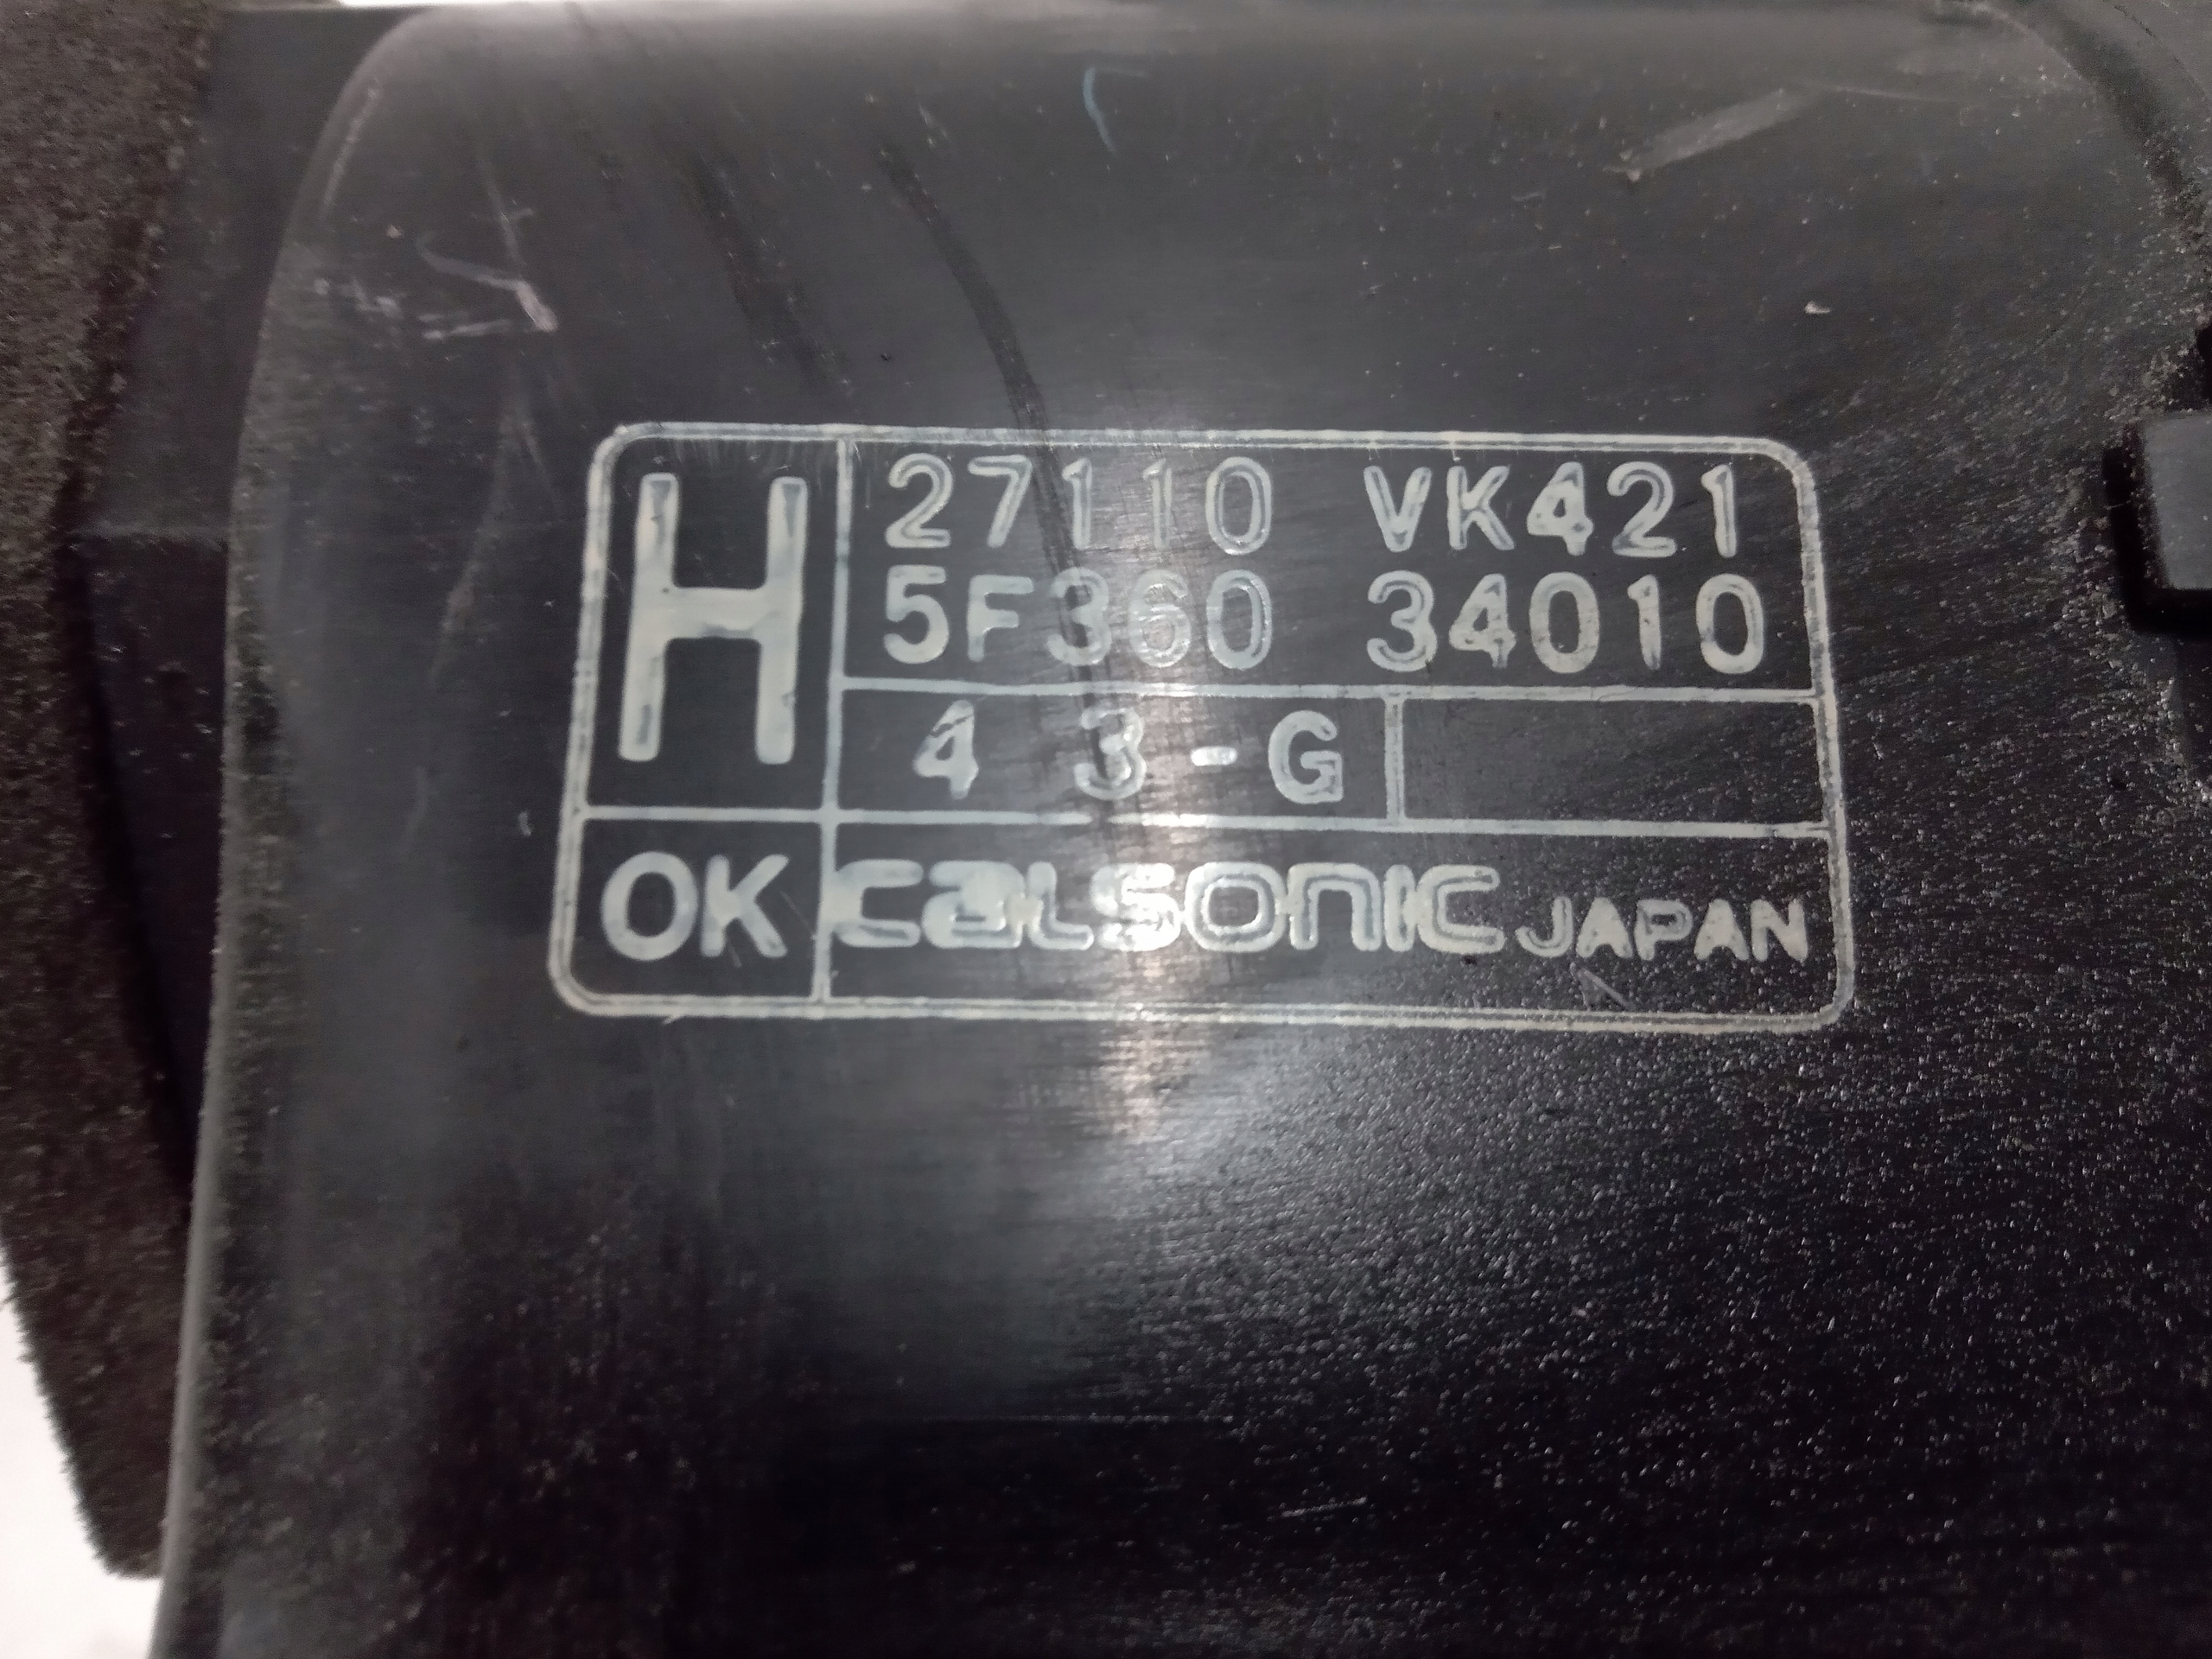 H
27110 VK421
5F360 34010
4 3-G
OK
calsonic JAPAN